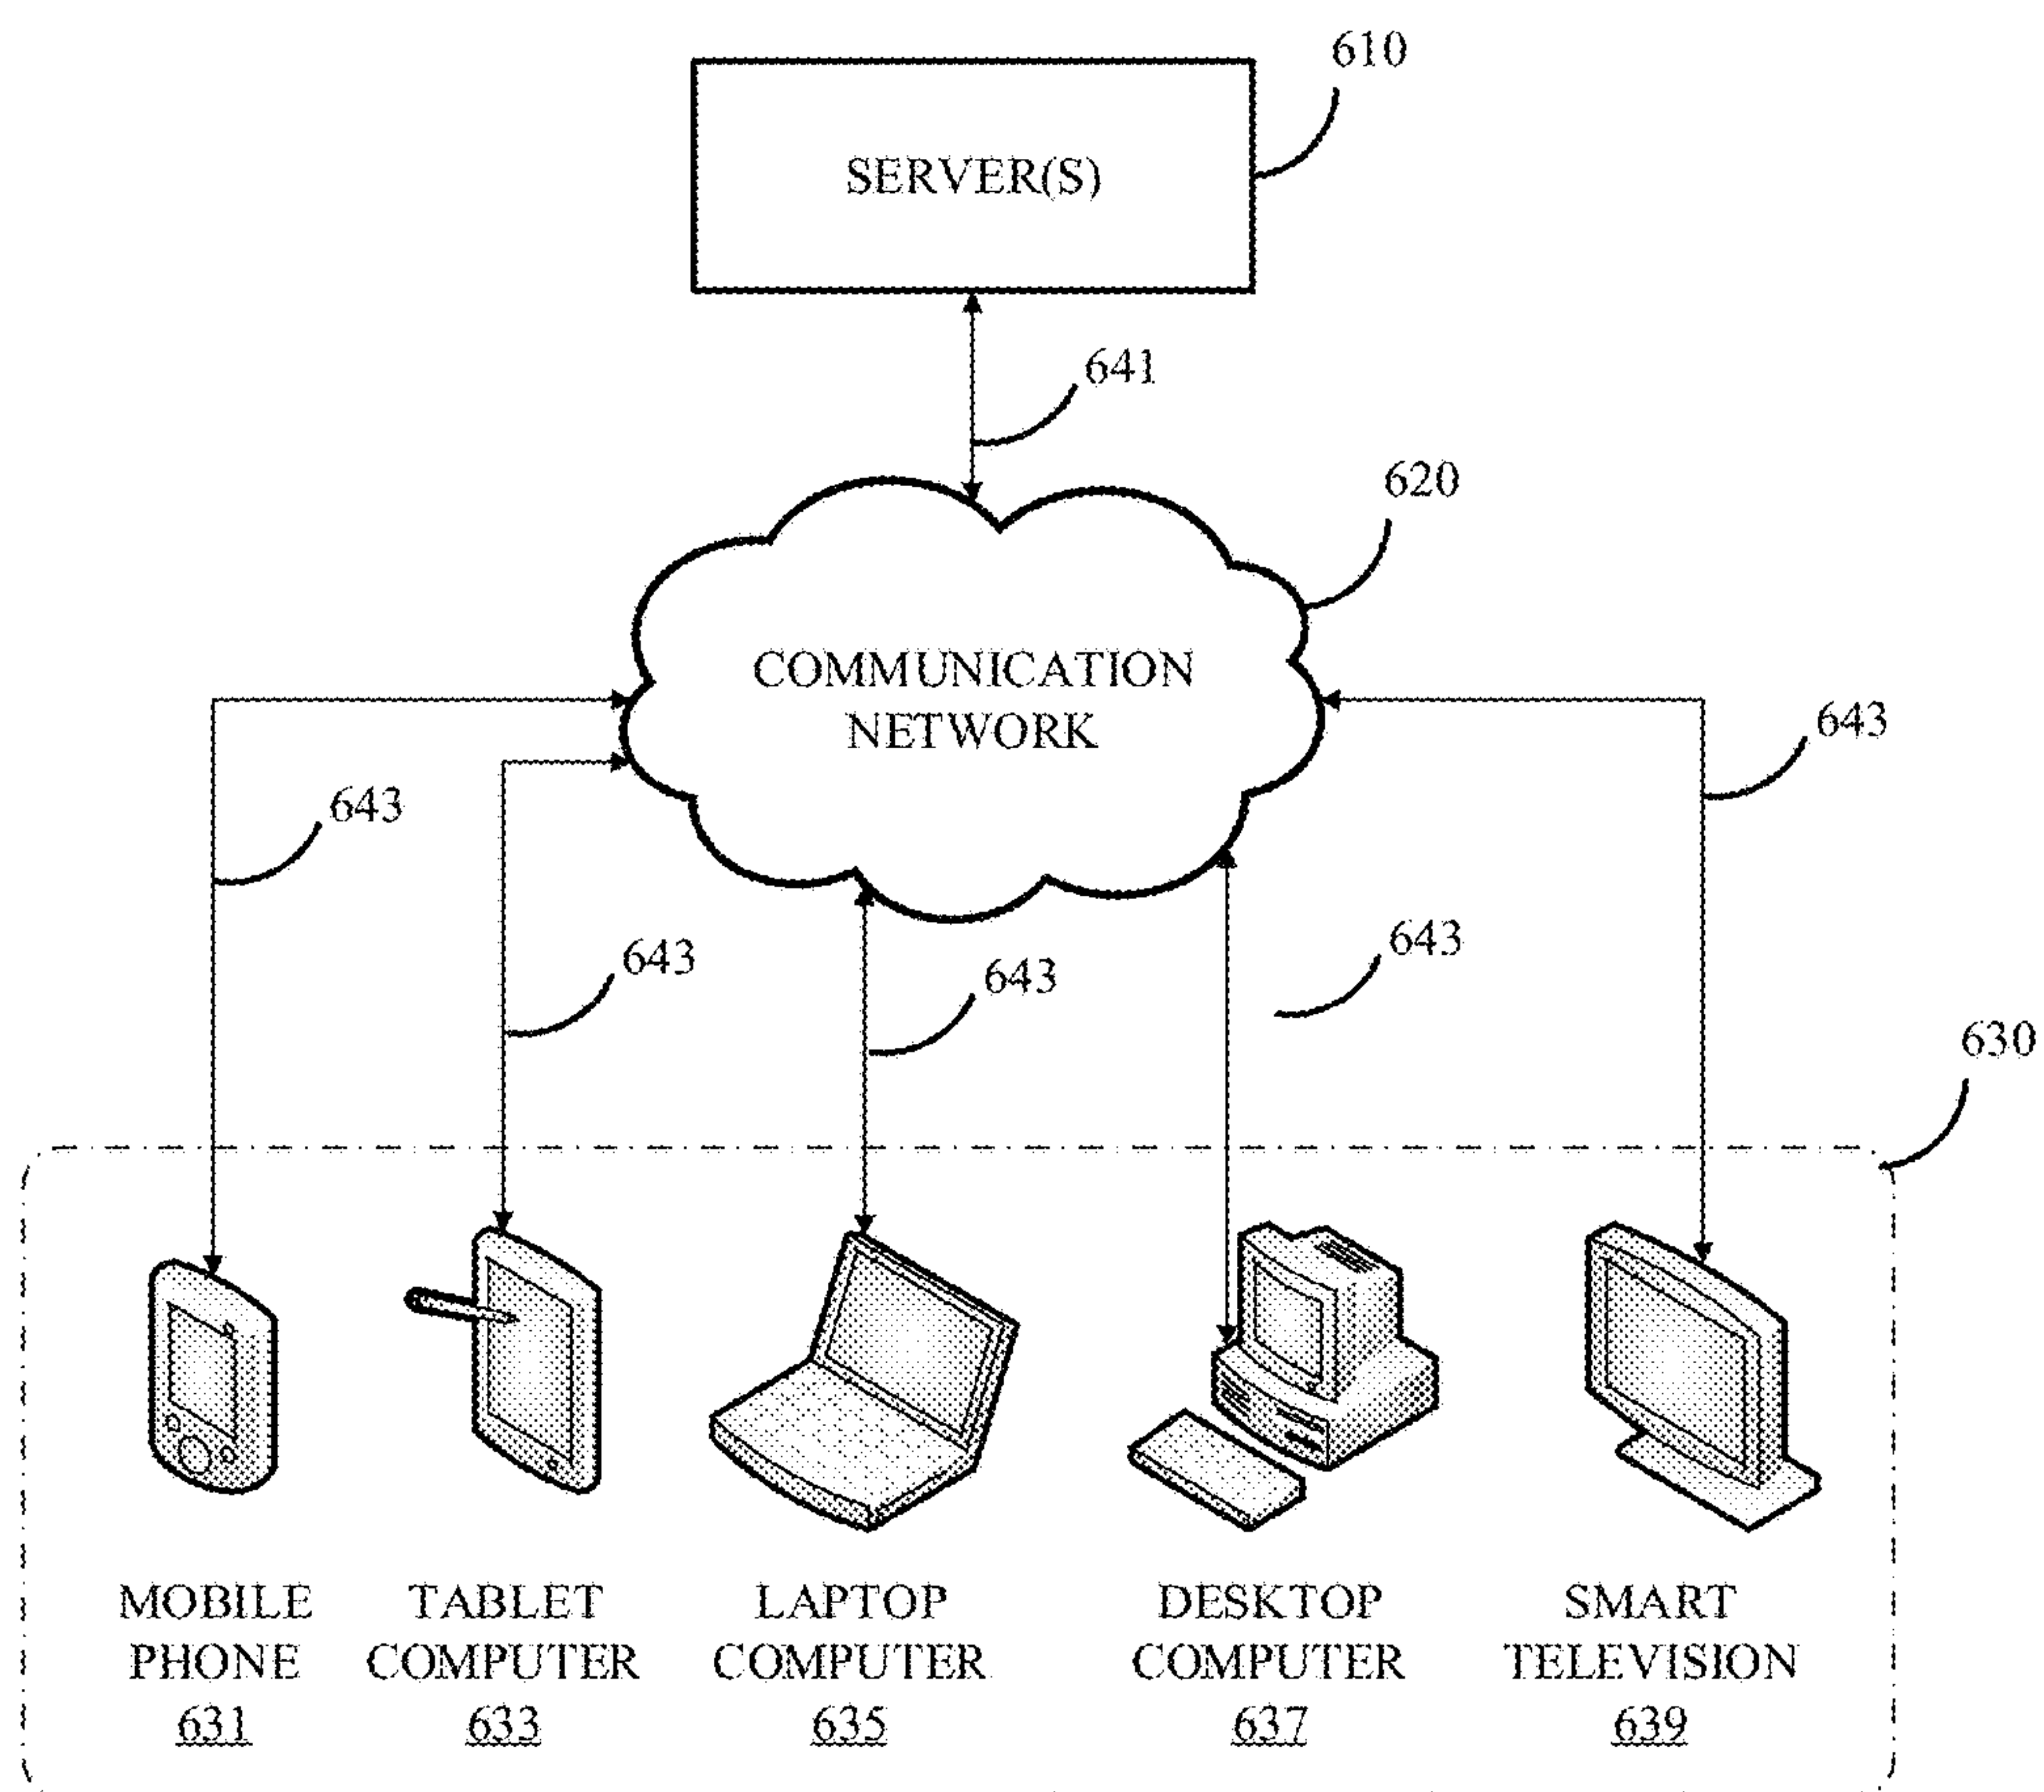 610
SERVER(S)
641
620
COMMUNICATION
NETWORK
643
643
643
643
643
630
MOBILE
PHONE
631
TABLET
COMPUTER
633
LAPTOP
COMPUTER
635
DESKTOP
COMPUTER
637
SMART
TELEVISION
639